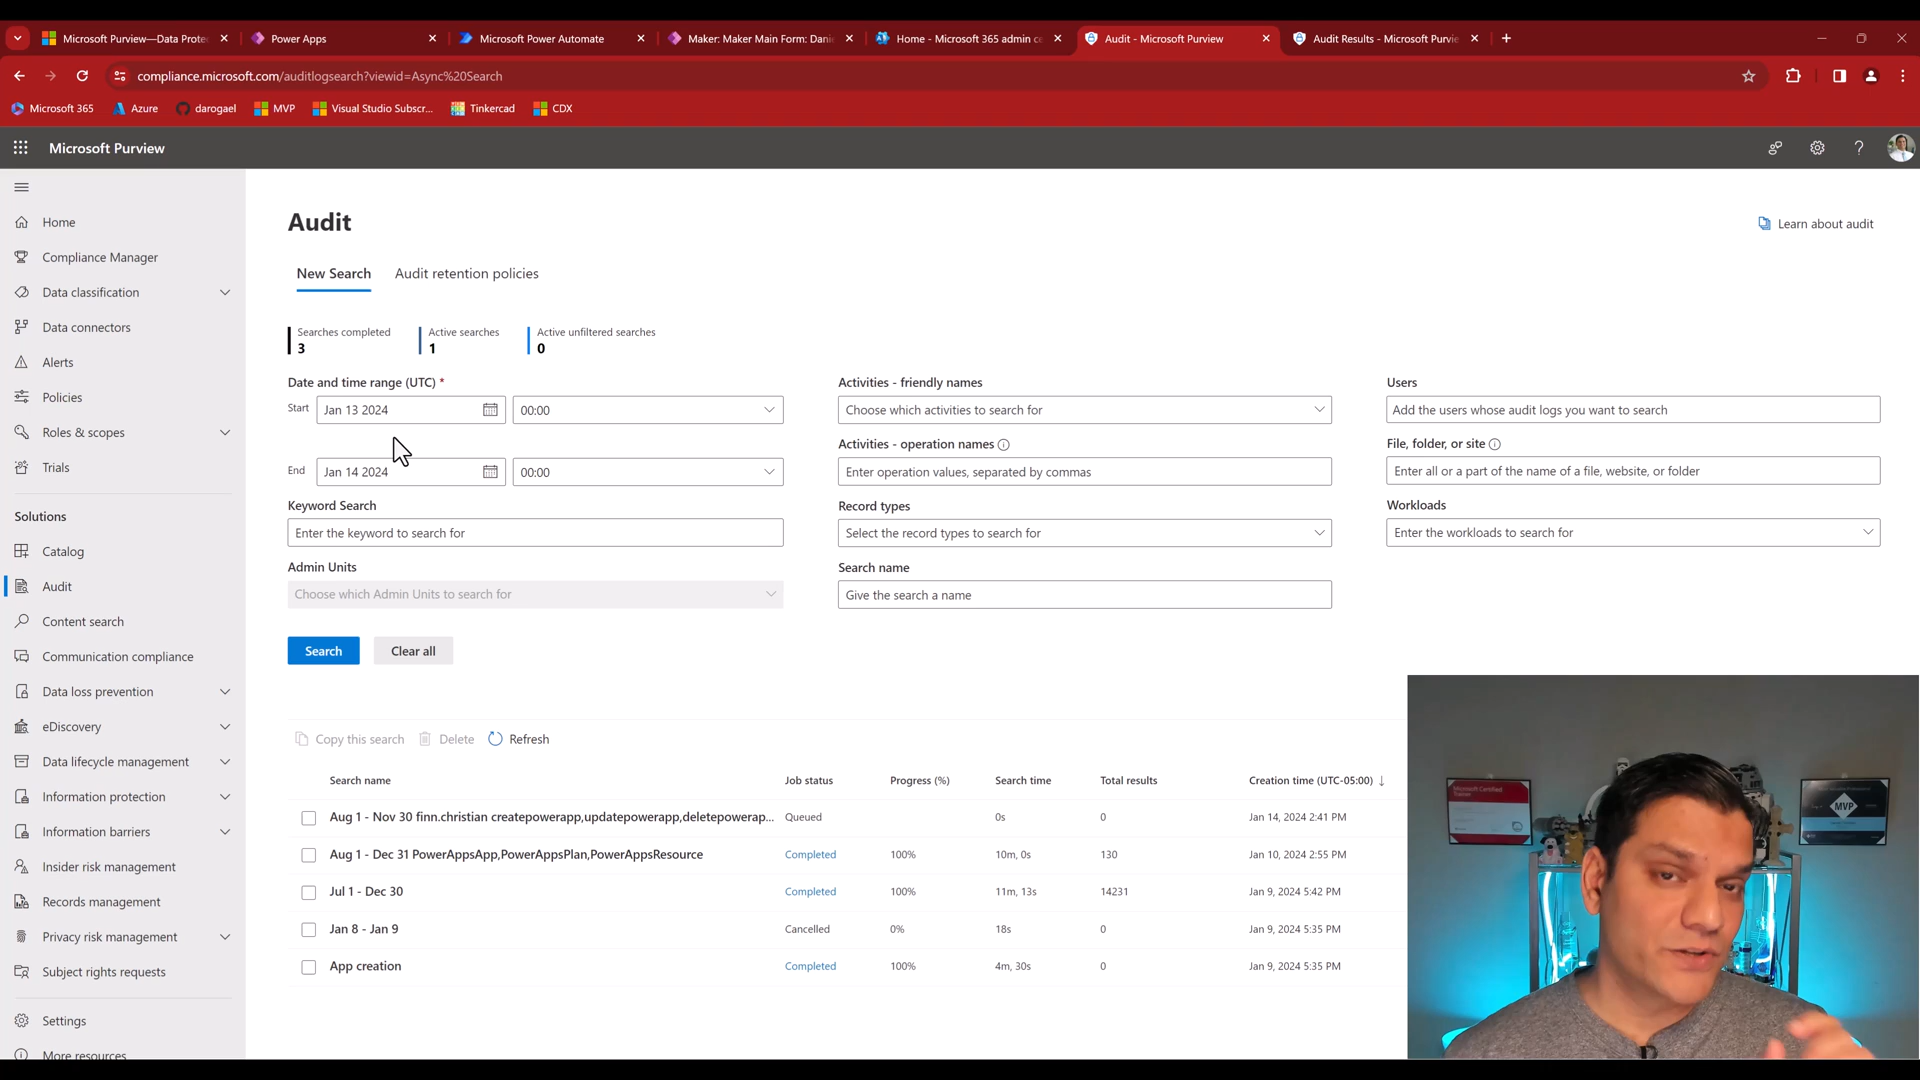 Microsoft Purview—Data Prote
Power Apps
Microsoft Power Automate
Maker: Maker Main Form: Dani
Home - Microsoft 365 admin ce
Audit - Microsoft Purview
Audit Results - Microsoft Purvie
compliance.microsoft.com/auditlogsearch?viewid=Async%20Search
Microsoft 365
Azure
darogael
MVP
Visual Studio Subscr...
Tinkercad
CDX
Microsoft Purview
Home
Compliance Manager
Data classification
Data connectors
Alerts
Policies
Roles & scopes
Trials
Solutions
Catalog
Audit
Content search
Communication compliance
Data loss prevention
eDiscovery
Data lifecycle management
Information protection
Information barriers
Insider risk management
Records management
Privacy risk management
Subject rights requests
Settings
More resources
Audit
Learn about audit
New Search
Audit retention policies
Searches completed
3
Active searches
1
Active unfiltered searches
0
Date and time range (UTC) *
Start
Jan 13 2024
00:00
End
Jan 14 2024
00:00
Keyword Search
Enter the keyword to search for
Admin Units
Choose which Admin Units to search for
Activities - friendly names
Choose which activities to search for
Activities - operation names
Enter operation values, separated by commas
Record types
Select the record types to search for
Search name
Give the search a name
Users
Add the users whose audit logs you want to search
File, folder, or site
Enter all or a part of the name of a file, website, or folder
Workloads
Enter the workloads to search for
Search
Clear all
Copy this search
Delete
Refresh
Search name Job status Progress (%) Search time Total results Creation time (UTC-05:00) ↓
Aug 1 - Nov 30 finn.christian createpowerapp,updatepowerapp,deletepowerap... Queued 0s 0 Jan 14, 2024 2:41 PM
Aug 1 - Dec 31 PowerAppsApp,PowerAppsPlan,PowerAppsResource Completed 100% 10m, 0s 130 Jan 10, 2024 2:55 PM
Jul 1 - Dec 30 Completed 100% 11m, 13s 14231 Jan 9, 2024 5:42 PM
Jan 8 - Jan 9 Cancelled 0% 18s 0 Jan 9, 2024 5:35 PM
App creation Completed 100% 4m, 30s 0 Jan 9, 2024 5:35 PM
Microsoft Certified
Trainer
MVP